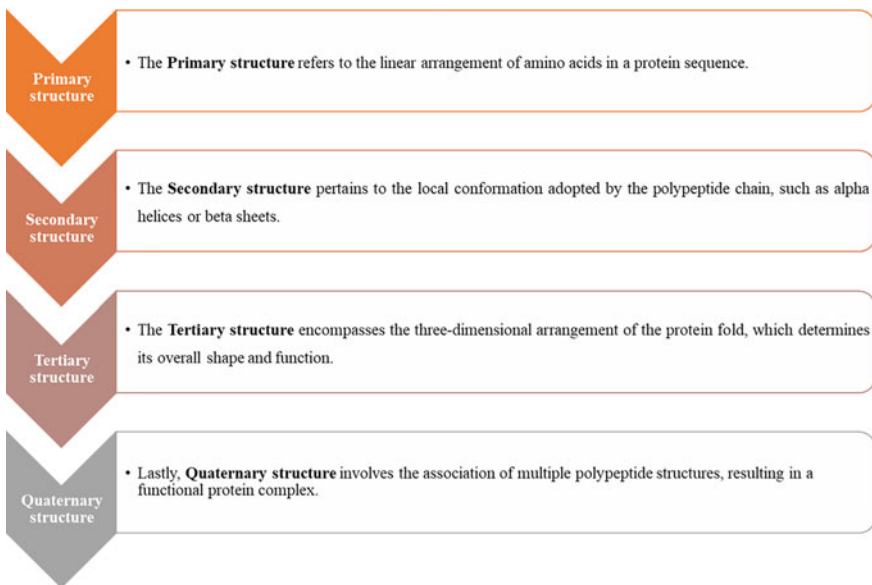 Primary
structure
• The Primary structure refers to the linear arrangement of amino acids in a protein sequence.
Secondary
structure
• The Secondary structure pertains to the local conformation adopted by the polypeptide chain, such as alpha
helices or beta sheets.
Tertiary
structure
• The Tertiary structure encompasses the three-dimensional arrangement of the protein fold, which determines
its overall shape and function.
Quaternary
structure
• Lastly, Quaternary structure involves the association of multiple polypeptide structures, resulting in a
functional protein complex.